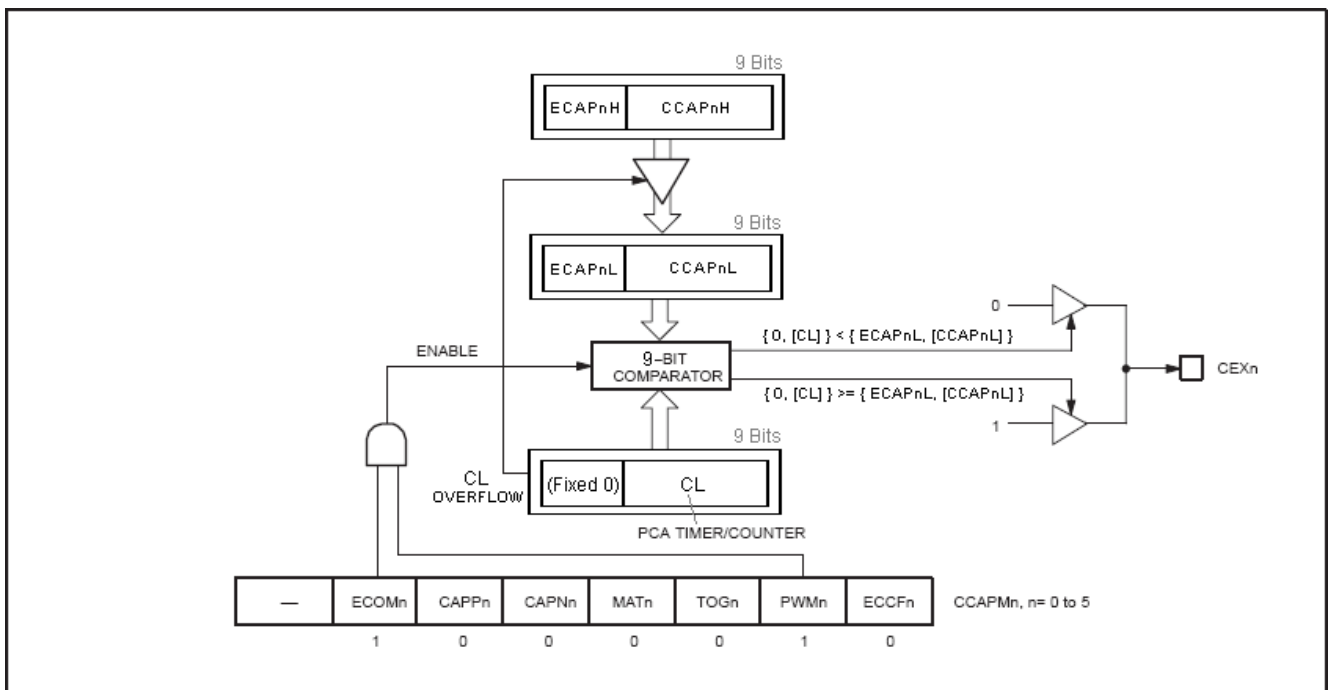 9 Bits
ECAPnH CCAPnH
9 Bits
ECAPnL CCAPnL
0
{ 0, [CL] } < { ECAPnL, [CCAPnL] }
ENABLE
9-BIT
COMPARATOR
CEXn
{ 0, [CL] } >= { ECAPnL, [CCAPnL] }
1
9 Bits
CL
OVERFLOW
(Fixed 0) CL
PCA TIMER/COUNTER
— ECOMn CAPPn CAPNn MATn TOGn PWMn ECCFn CCAPMn, n= 0 to 5
1 0 0 0 0 1 0